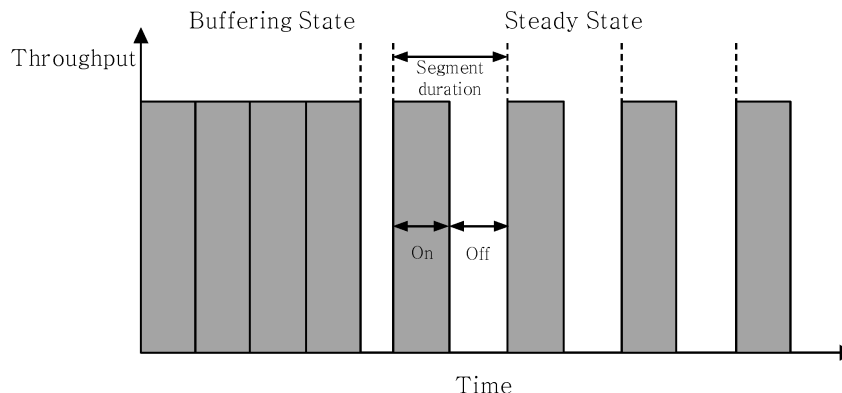 Buffering State
Steady State
Throughput
Segment
duration
On
Off
Time